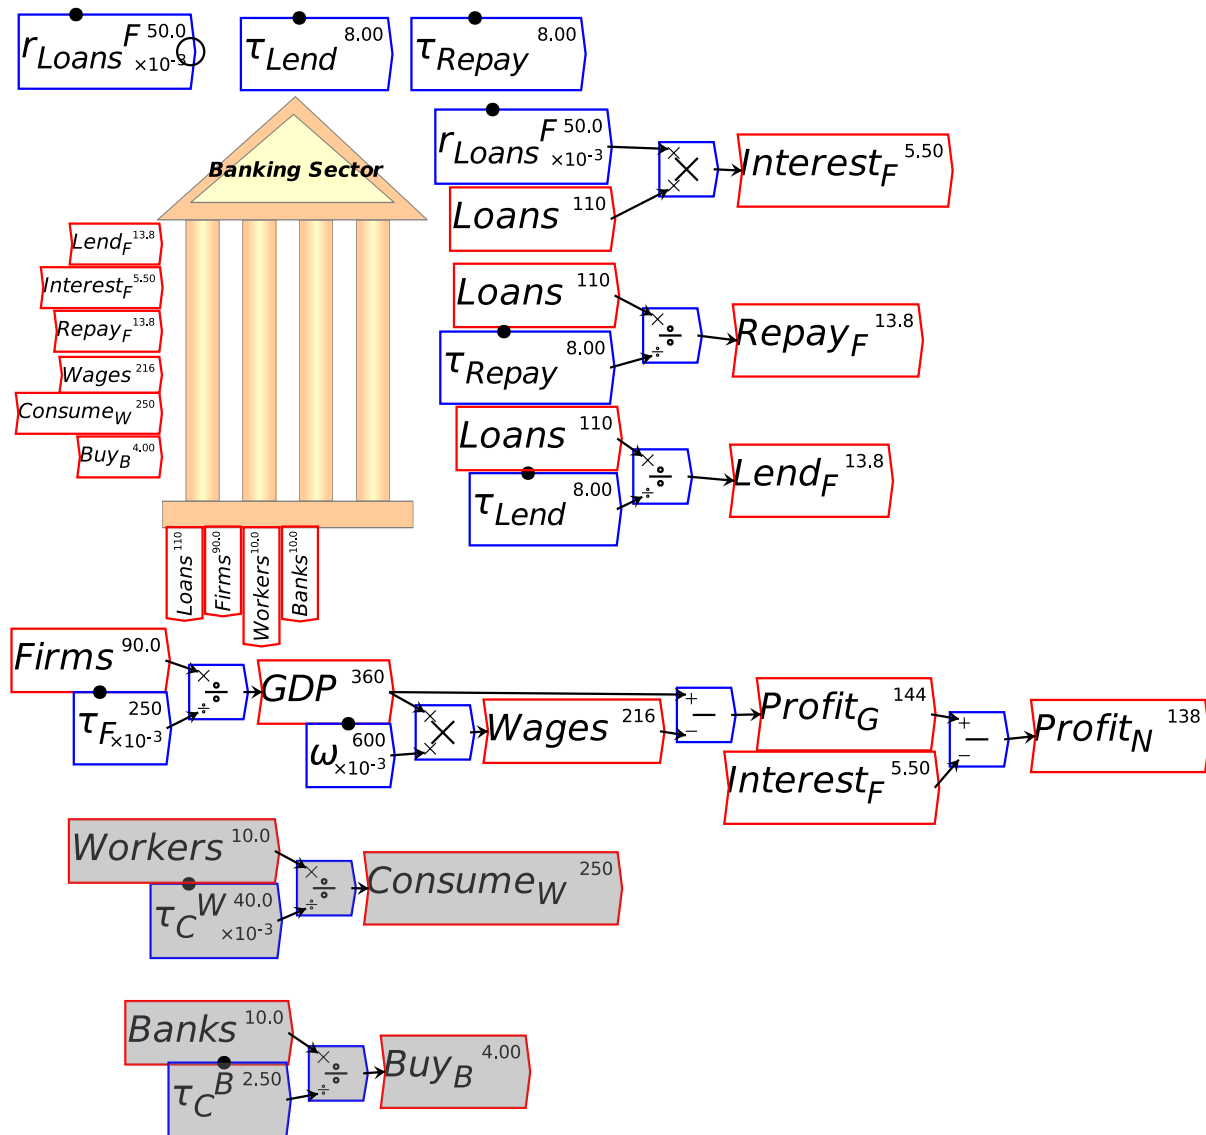 r_Loans^F 50.0 ×10⁻³
τ_Lend 8.00
τ_Repay 8.00
Banking Sector
r_Loans^F 50.0 ×10⁻³
×
×
×
Interest_F 5.50
Loans 110
Lend_F 13.8
Interest_F 5.50
Repay_F 13.8
Wages 216
Consume_W 250
Buy_B 4.00
Loans 110
×
÷
÷
Repay_F 13.8
τ_Repay 8.00
Loans 110
×
÷
÷
Lend_F 13.8
τ_Lend 8.00
Loans 110
Firms 90.0
Workers 10.0
Banks 10.0
Firms 90.0
×
÷
÷
τ_F 250 ×10⁻³
GDP 360
×
×
×
ω 600 ×10⁻³
Wages 216
+
−
−
Profit_G 144
Interest_F 5.50
+
−
−
Profit_N 138
Workers 10.0
×
÷
÷
τ_C^W 40.0 ×10⁻³
Consume_W 250
Banks 10.0
×
÷
÷
τ_C^B 2.50
Buy_B 4.00